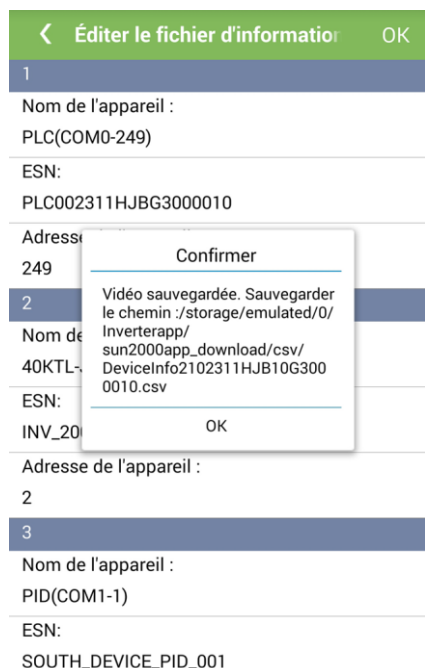 Éditer le fichier d'information
OK
1
Nom de l'appareil :
PLC(COM0-249)
ESN:
PLC002311HJBG3000010
Adresse
249
2
Nom de
40KTL-
ESN:
INV_20
Confirmer
Vidéo sauvegardée. Sauvegarder
le chemin :/storage/emulated/0/
Inverterapp/
sun2000app_download/csv/
DeviceInfo2102311HJB10G300
0010.csv
OK
Adresse de l'appareil :
2
3
Nom de l'appareil :
PID(COM1-1)
ESN:
SOUTH_DEVICE_PID_001